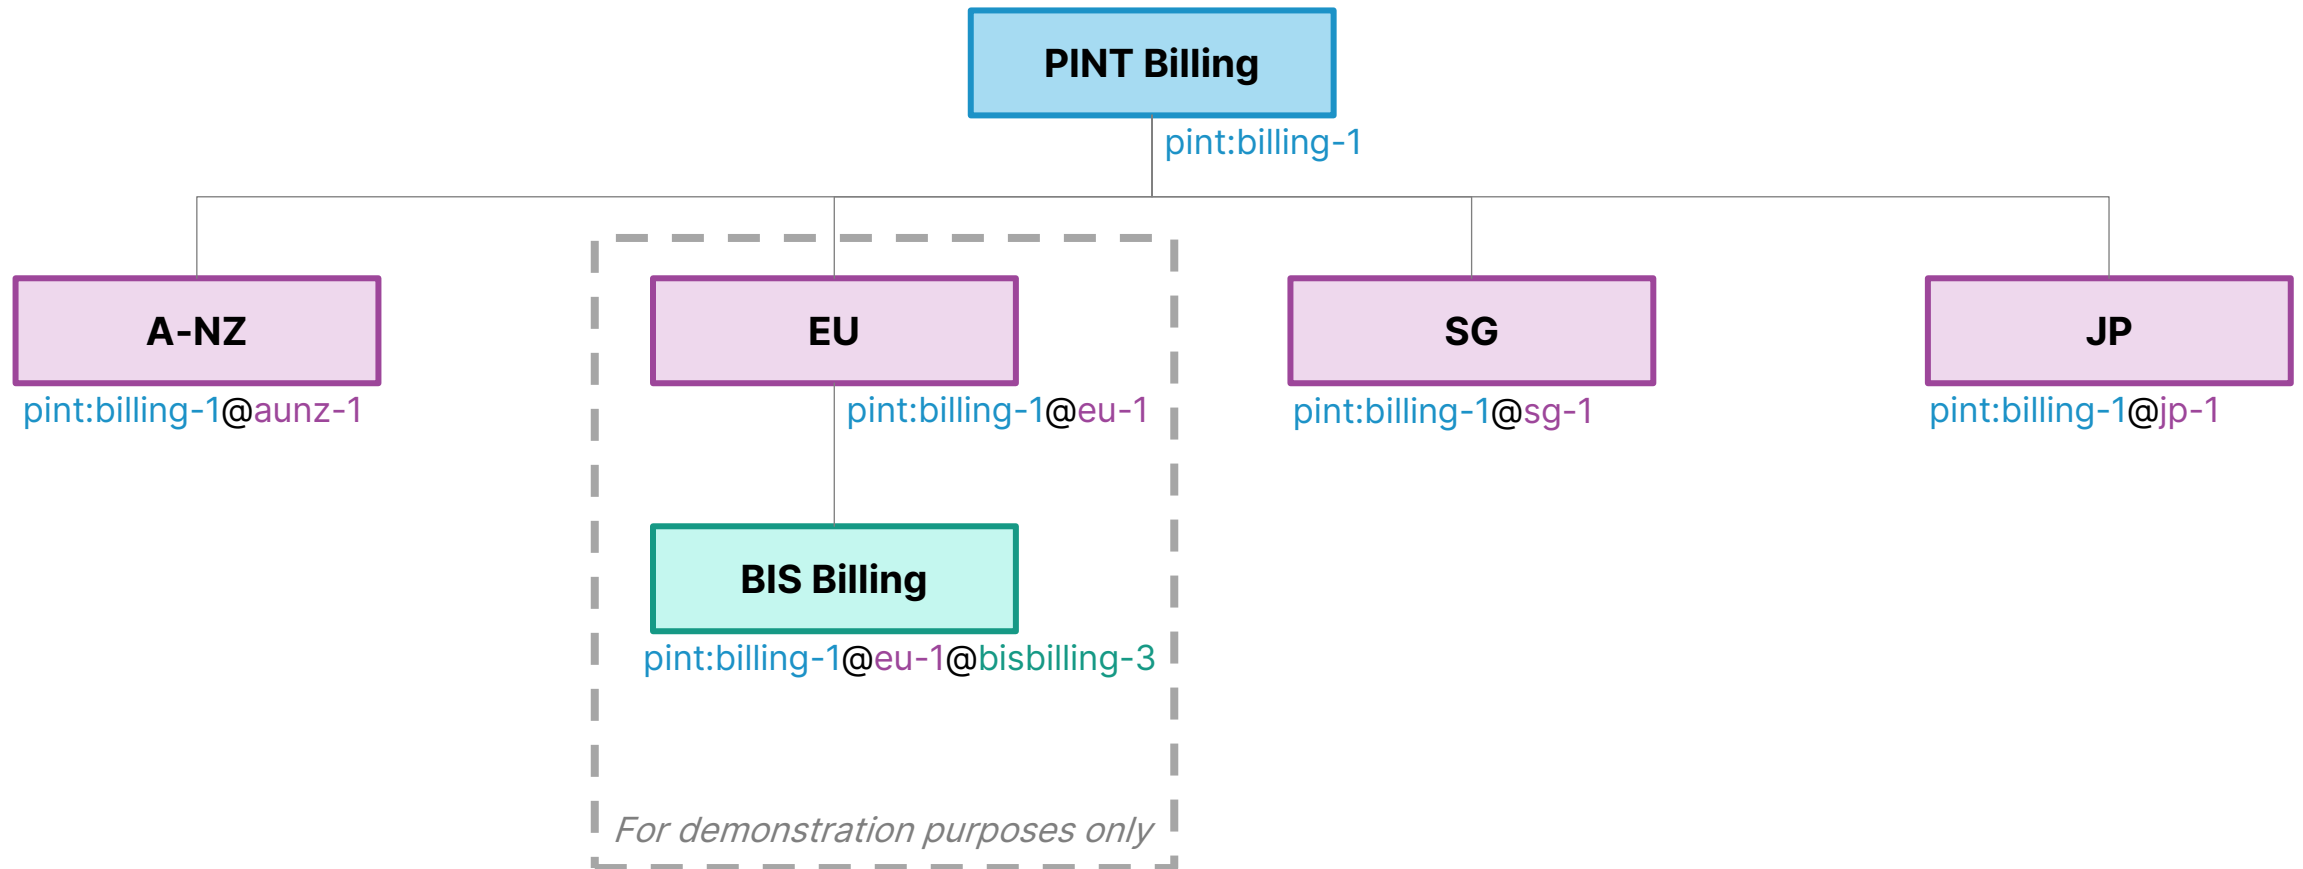 PINT Billing
pint:billing-1
A-NZ
EU
SG
JP
pint:billing-1@aunz-1
pint:billing-1@eu-1
pint:billing-1@sg-1
pint:billing-1@jp-1
BIS Billing
pint:billing-1@eu-1@bisbilling-3
For demonstration purposes only